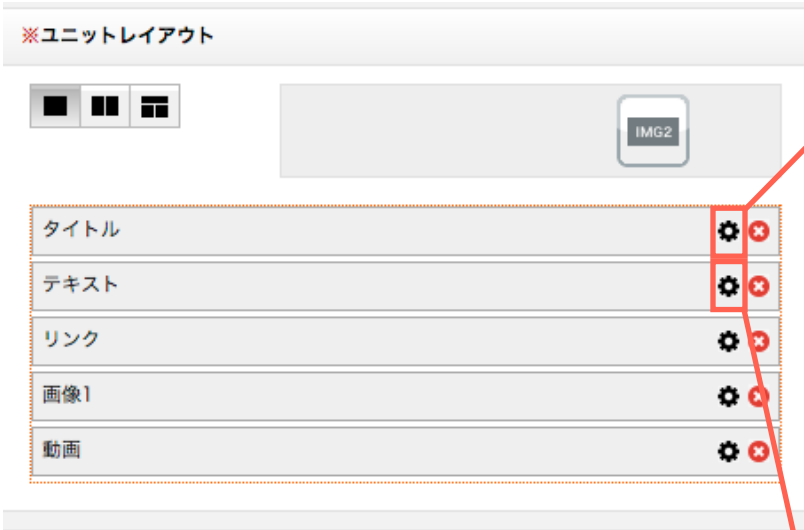 ※ユニットレイアウト
IMG2
タイトル
テキスト
リンク
画像1
動画